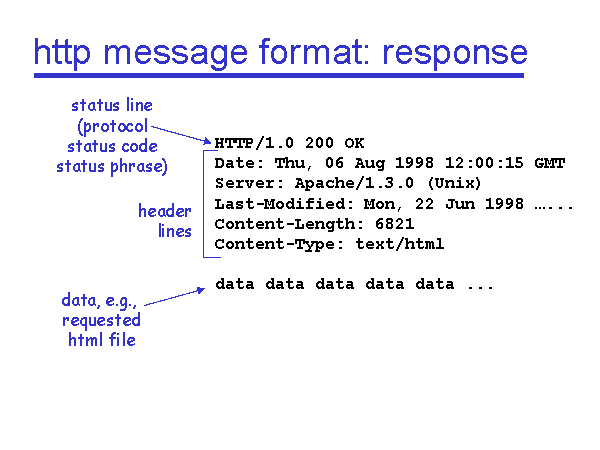 http message format: response
status line
(protocol
status code
status phrase)
HTTP/1.0 200 OK
Date: Thu, 06 Aug 1998 12:00:15 GMT
Server: Apache/1.3.0 (Unix)
Last-Modified: Mon, 22 Jun 1998 …...
Content-Length: 6821
Content-Type: text/html
header
lines
data data data data data ...
data, e.g.,
requested
html file